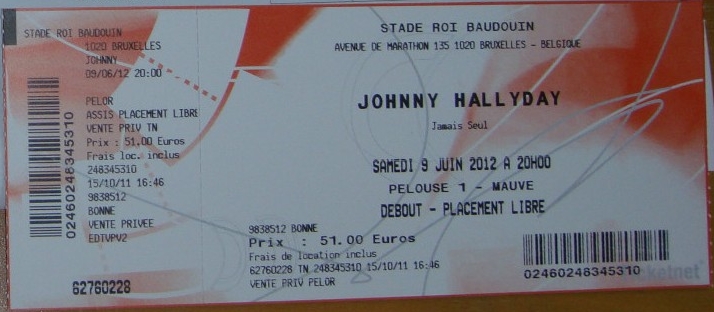 STADE ROI BAUDOUIN
1020 BRUXELLES
JOHNNY
09/06/12 20:00
PELOR
ASSIS PLACEMENT LIBRE
VENTE PRIV TN
Prix : 51.00 Euros
Frais loc. inclus
248345310
15/10/11 16:46
9838512
BONNE
VENTE PRIVEE
EDTVPV2
62760228
02460248345310
STADE ROI BAUDOUIN
AVENUE DE MARATHON 135 1020 BRUXELLES - BELGIQUE
JOHNNY HALLYDAY
Jamais Seul
SAMEDI 9 JUIN 2012 A 20H00
PELOUSE 1 - MAUVE
DEBOUT - PLACEMENT LIBRE
9838512 BONNE
Prix : 51.00 Euros
Frais de location inclus
62760228 TN 248345310 15/10/11 16:46
VENTE PRIV PELOR
02460248345310